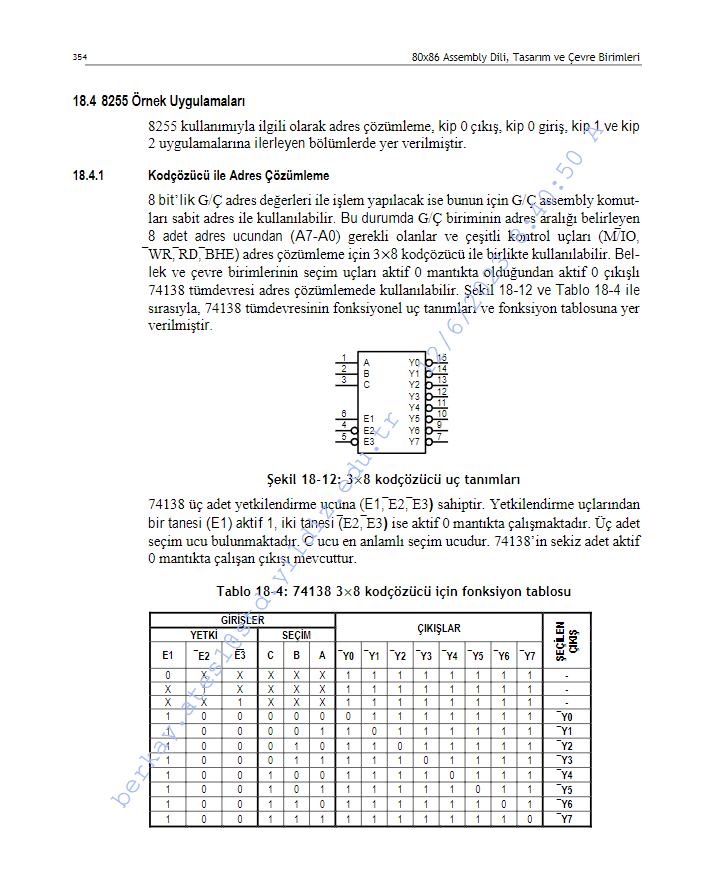 354 80x86 Assembly Dili, Tasarım ve Çevre Birimleri
18.4 8255 Örnek Uygulamaları
8255 kullanımıyla ilgili olarak adres çözümleme, kip 0 çıkış, kip 0 giriş, kip 1 ve kip
2 uygulamalarına ilerleyen bölümlerde yer verilmiştir.
18.4.1 Kodçözücü ile Adres Çözümleme
8 bit'lik G/Ç adres değerleri ile işlem yapılacak ise bunun için G/Ç assembly komut-
ları sabit adres ile kullanılabilir. Bu durumda G/Ç biriminin adres aralığı belirleyen
8 adet adres ucundan (A7-A0) gerekli olanlar ve çeşitli kontrol uçları (M/¯IO,
¯WR,¯RD,¯BHE) adres çözümleme için 3×8 kodçözücü ile birlikte kullanılabilir. Bel-
lek ve çevre birimlerinin seçim uçları aktif 0 mantıkta olduğundan aktif 0 çıkışlı
74138 tümdevresi adres çözümlemede kullanılabilir. Şekil 18-12 ve Tablo 18-4 ile
sırasıyla, 74138 tümdevresinin fonksiyonel uç tanımları ve fonksiyon tablosuna yer
verilmiştir.
1 A Y0 15
2 B Y1 14
3 C Y2 13
Y3 12
Y4 11
6 E1 Y5 10
4 E2 Y6 9
5 E3 Y7 7
Şekil 18-12: 3×8 kodçözücü uç tanımları
74138 üç adet yetkilendirme ucuna (E1,¯E2,¯E3) sahiptir. Yetkilendirme uçlarından
bir tanesi (E1) aktif 1, iki tanesi (¯E2,¯E3) ise aktif 0 mantıkta çalışmaktadır. Üç adet
seçim ucu bulunmaktadır. C ucu en anlamlı seçim ucudur. 74138'in sekiz adet aktif
0 mantıkta çalışan çıkışı mevcuttur.
Tablo 18-4: 74138 3×8 kodçözücü için fonksiyon tablosu
GİRİŞLER ÇIKIŞLAR SEÇİLEN ÇIKIŞ
YETKİ SEÇİM
E1 ¯E2 ¯E3 C B A ¯Y0 ¯Y1 ¯Y2 ¯Y3 ¯Y4 ¯Y5 ¯Y6 ¯Y7
0 X X X X X 1 1 1 1 1 1 1 1 -
X X X X X 1 1 1 1 1 1 1 1 -
X X 1 X X X 1 1 1 1 1 1 1 1 -
1 0 0 0 0 0 0 1 1 1 1 1 1 1 ¯Y0
1 0 0 0 0 1 1 0 1 1 1 1 1 1 ¯Y1
1 0 0 0 1 0 1 1 0 1 1 1 1 1 ¯Y2
1 0 0 0 1 1 1 1 1 0 1 1 1 1 ¯Y3
1 0 0 1 0 0 1 1 1 1 0 1 1 1 ¯Y4
1 0 0 1 0 1 1 1 1 1 1 0 1 1 ¯Y5
1 0 0 1 1 0 1 1 1 1 1 1 0 1 ¯Y6
1 0 0 1 1 1 1 1 1 1 1 1 1 0 ¯Y7